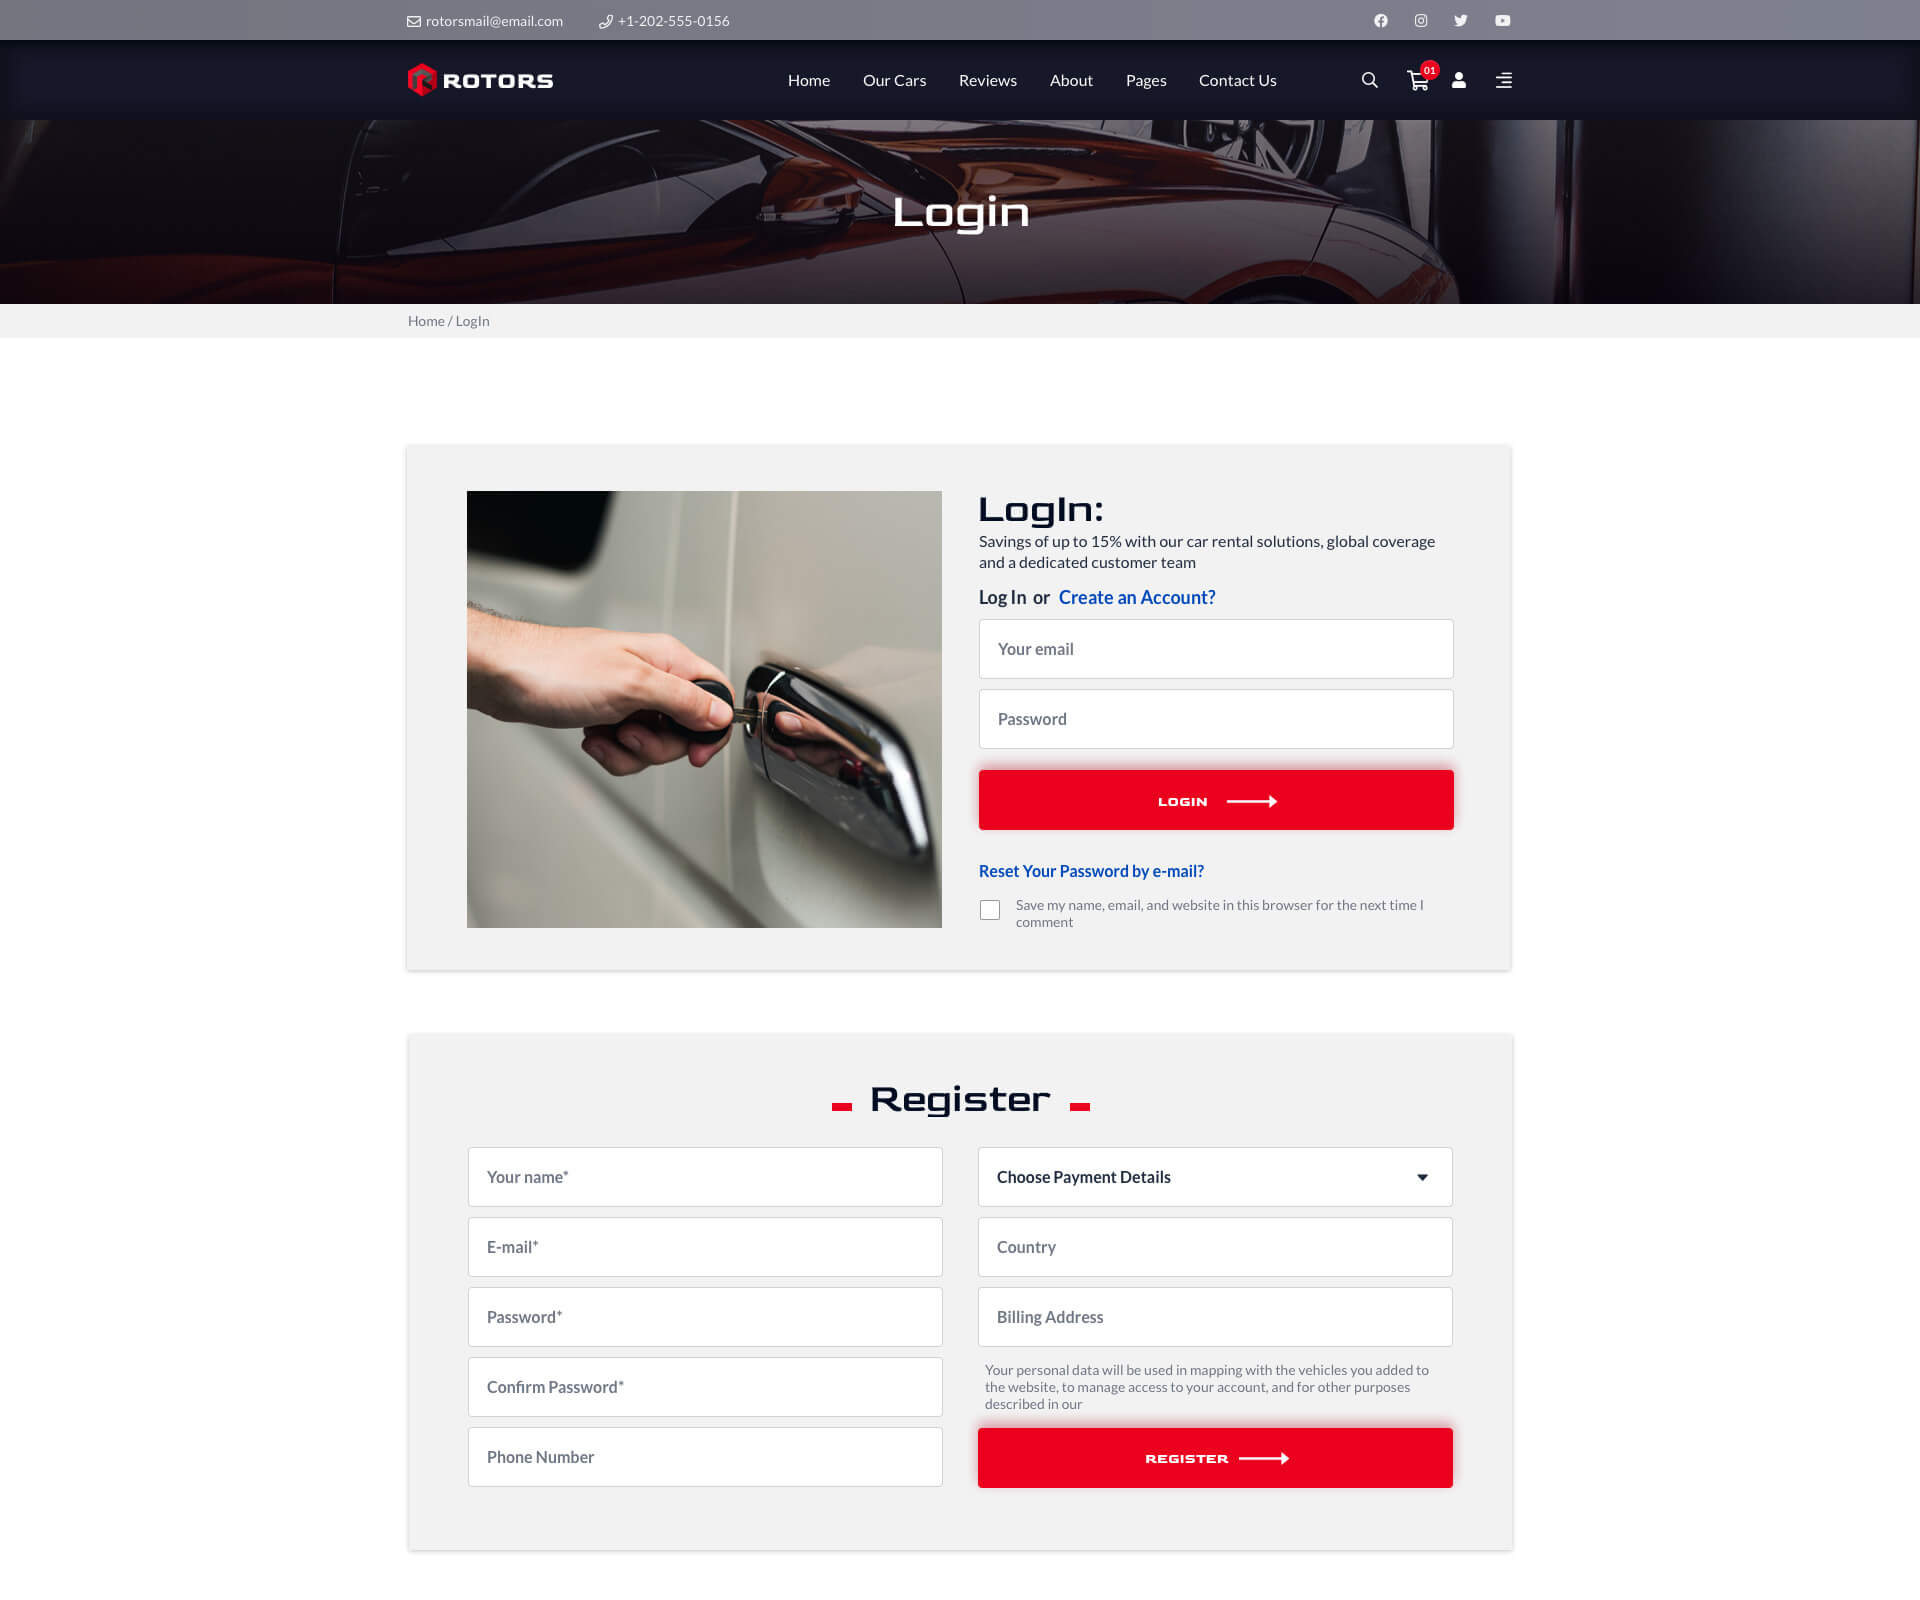 rotorsmail@email.com +1-202-555-0156
ROTORS Home Our Cars Reviews About Pages Contact Us 01
Login
Home / LogIn
LogIn:
Savings of up to 15% with our car rental solutions, global coverage
and a dedicated customer team
Log In or Create an Account?
Your email
Password
LOGIN
Reset Your Password by e-mail?
Save my name, email, and website in this browser for the next time I
comment
Register
Your name*
E-mail*
Password*
Confirm Password*
Phone Number
Choose Payment Details
Country
Billing Address
Your personal data will be used in mapping with the vehicles you added to
the website, to manage access to your account, and for other purposes
described in our
REGISTER